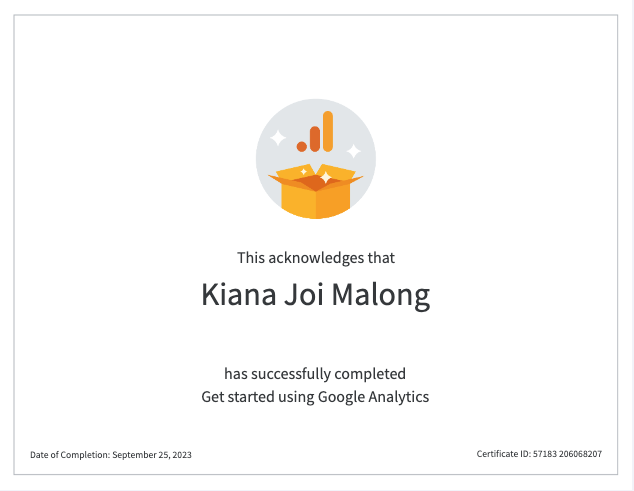 This acknowledges that
Kiana Joi Malong
has successfully completed
Get started using Google Analytics
Date of Completion: September 25, 2023
Certificate ID: 57183 206068207